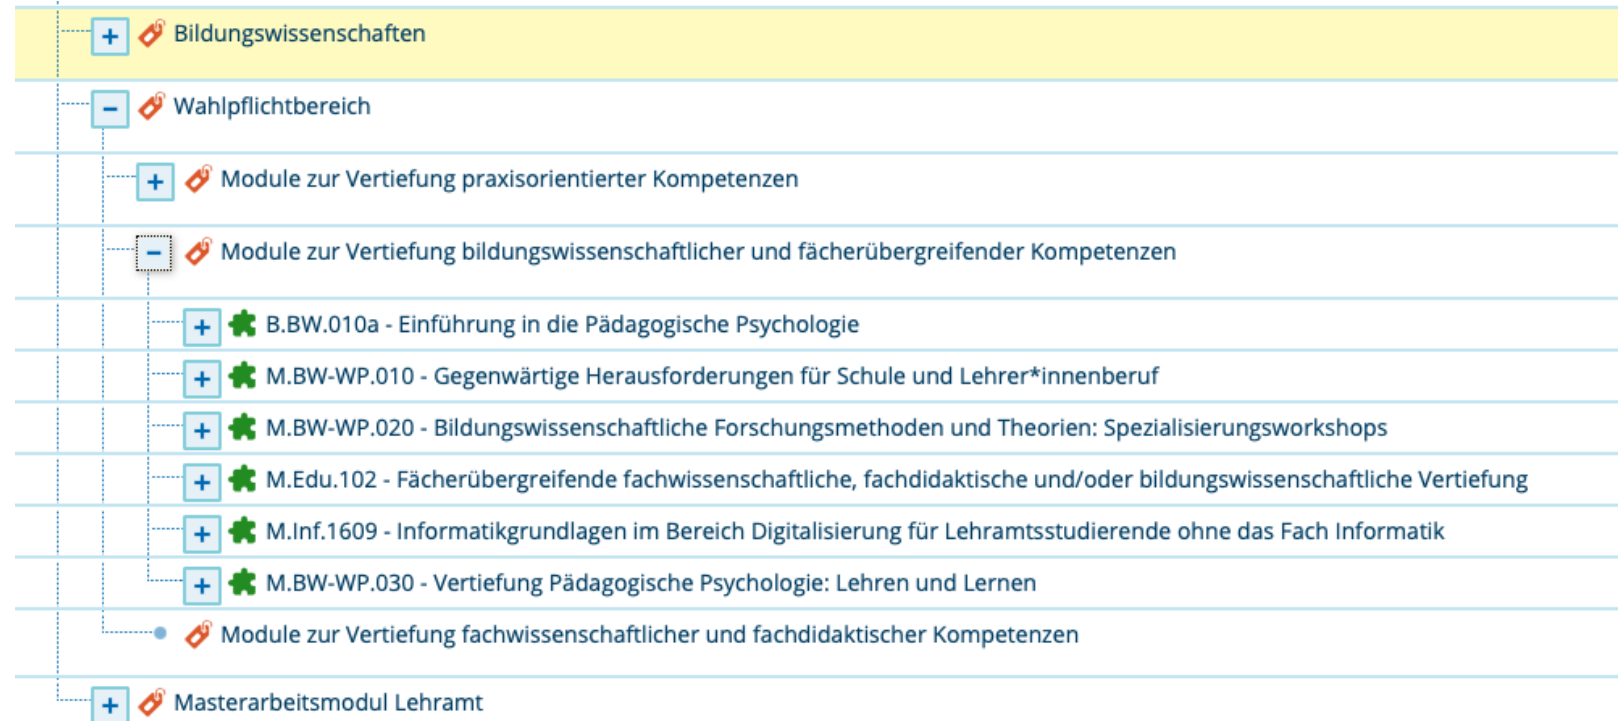 Bildungswissenschaften
Wahlpflichtbereich
Module zur Vertiefung praxisorientierter Kompetenzen
Module zur Vertiefung bildungswissenschaftlicher und fächerübergreifender Kompetenzen
B.BW.010a - Einführung in die Pädagogische Psychologie
M.BW-WP.010 - Gegenwärtige Herausforderungen für Schule und Lehrer*innenberuf
M.BW-WP.020 - Bildungswissenschaftliche Forschungsmethoden und Theorien: Spezialisierungsworkshops
M.Edu.102 - Fächerübergreifende fachwissenschaftliche, fachdidaktische und/oder bildungswissenschaftliche Vertiefung
M.Inf.1609 - Informatikgrundlagen im Bereich Digitalisierung für Lehramtsstudierende ohne das Fach Informatik
M.BW-WP.030 - Vertiefung Pädagogische Psychologie: Lehren und Lernen
Module zur Vertiefung fachwissenschaftlicher und fachdidaktischer Kompetenzen
Masterarbeitsmodul Lehramt